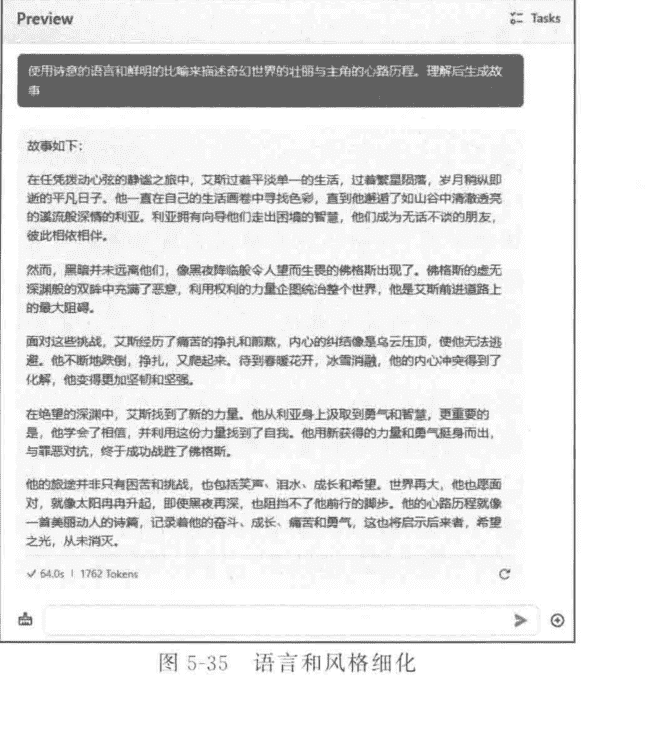 Preview
Tasks
使用诗意的语言和鲜明的比喻来描述奇幻世界的壮丽与主角的心路历程。理解后生成故
事
故事如下：
在任凭拨动心弦的静谧之旅中，艾斯过着平淡单一的生活，过着繁星陨落，岁月稍纵即
逝的平凡日子。他一直在自己的生活画卷中寻找色彩，直到他邂逅了如山谷中清澈透亮
的溪流般深情的利亚。利亚拥有向导他们走出困境的智慧，他们成为无话不谈的朋友，
彼此相依相伴。
然而，黑暗并未远离他们，像黑夜降临般令人望而生畏的佛格斯出现了。佛格斯的虚无
深渊般的双眸中充满了恶意，利用权利的力量企图统治整个世界，他是艾斯前进道路上
的最大阻碍。
面对这些挑战，艾斯经历了痛苦的挣扎和煎熬，内心的纠结像是乌云压顶，使他无法逃
避。他不断地跌倒，挣扎，又爬起来。待到春暖花开，冰雪消融，他的内心冲突得到了
化解，他变得更加坚韧和坚强。
在绝望的深渊中，艾斯找到了新的力量。他从利亚身上汲取到勇气和智慧，更重要的
是，他学会了相信，并利用这份力量找到了自我。他用新获得的力量和勇气挺身而出，
与罪恶对抗，终于成功战胜了佛格斯。
他的旅途并非只有困苦和挑战，也包括笑声、泪水、成长和希望。世界再大，他也愿面
对，就像太阳冉冉升起，即使黑夜再深，也阻挡不了他前行的脚步。他的心路历程就像
一首美丽动人的诗篇，记录着他的奋斗、成长、痛苦和勇气，这也将启示后来者，希望
之光，从未消灭。
64.0s | 1762 Tokens
图 5-35 语言和风格细化